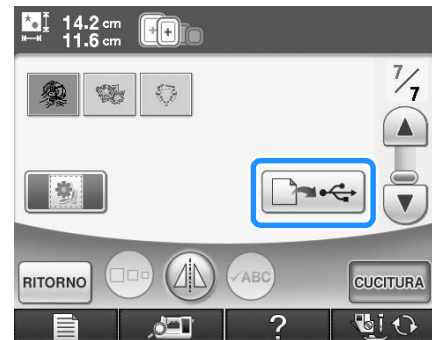 14.2 cm
11.6 cm
7/7
RITORNO
✓ABC
CUCITURA
?
i